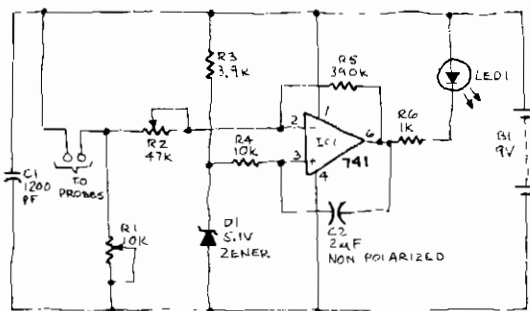 C1
1200
PF
TO
PROBES
R1
10K
R2
47K
R3
3.9K
R4
10K
D1
5.1V
ZENER
R5
390K
2
3
IC1
741
1
4
6
C2
2µF
NON POLARIZED
R6
1K
LED1
B1
9V